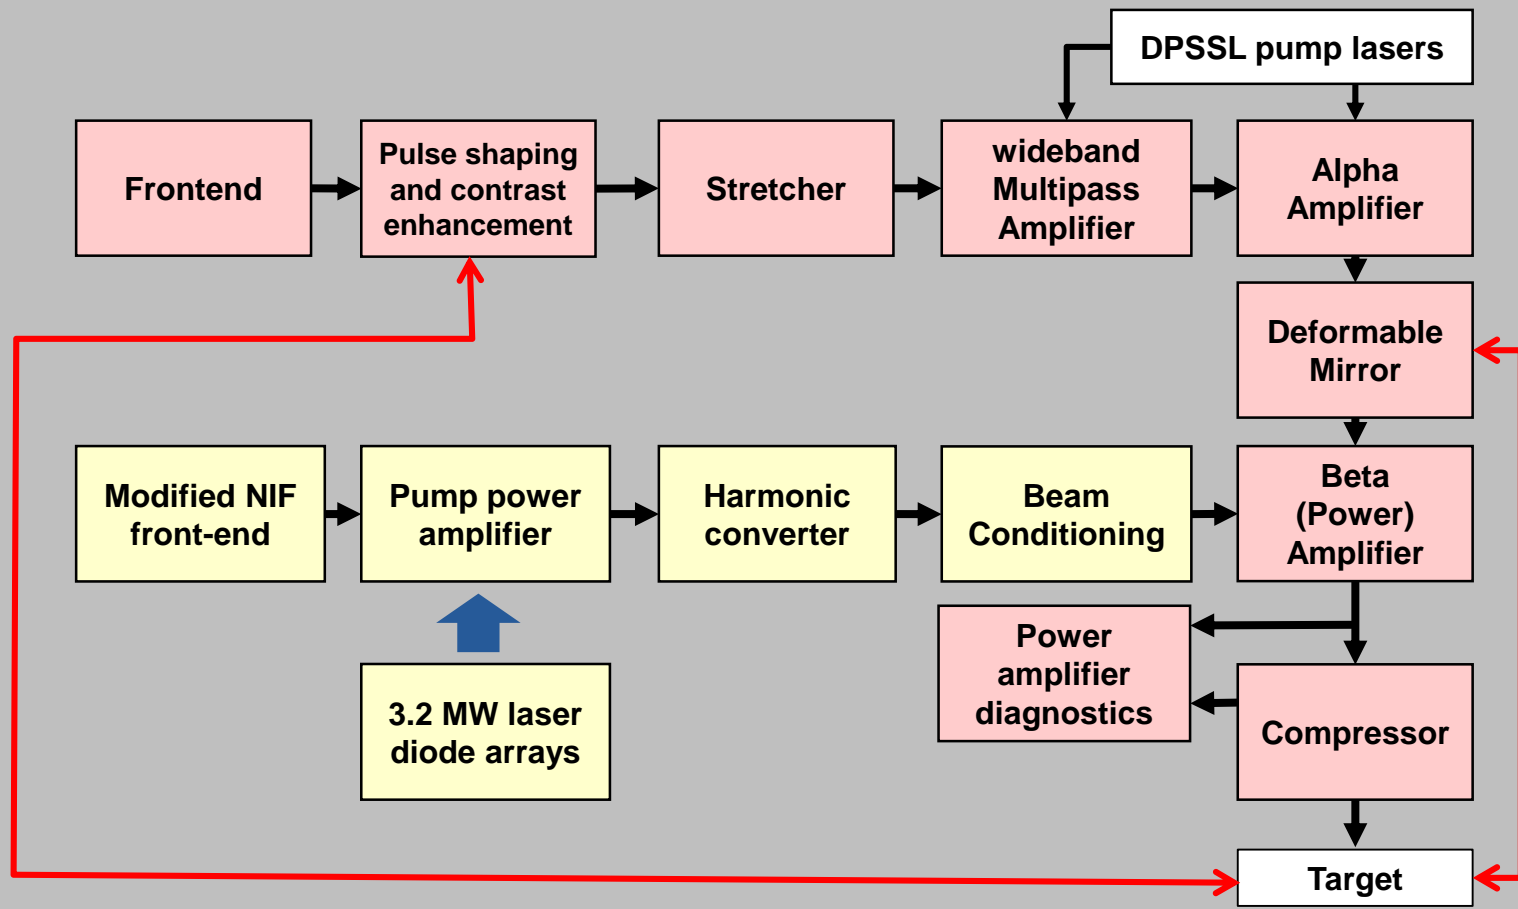 DPSSL pump lasers
Frontend
Pulse shaping
and contrast
enhancement
Stretcher
wideband
Multipass
Amplifier
Alpha
Amplifier
Deformable
Mirror
Modified NIF
front-end
Pump power
amplifier
Harmonic
converter
Beam
Conditioning
Beta
(Power)
Amplifier
Power
amplifier
diagnostics
3.2 MW laser
diode arrays
Compressor
Target